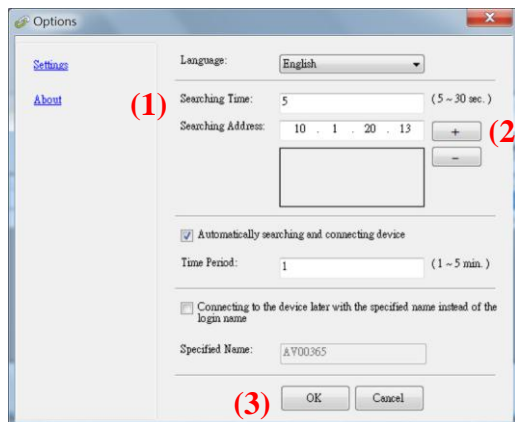 Options
Settings
About
Language: English
(1) Searching Time: 5 (5 ~ 30 sec.)
Searching Address: 10 . 1 . 20 . 13 + (2
−
Automatically searching and connecting device
Time Period: 1 (1 ~ 5 min.)
Connecting to the device later with the specified name instead of the
login name
Specified Name: AV00365
(3) OK Cancel